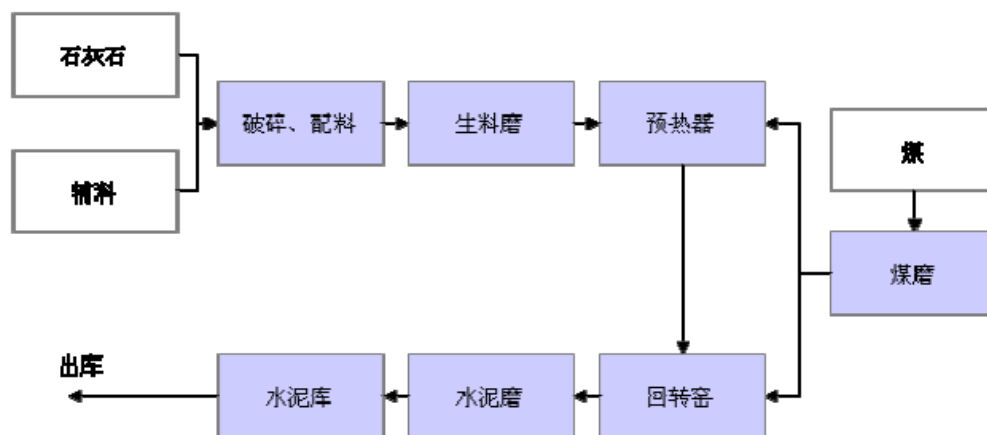 石灰石
破碎、配料
生料磨
预热器
煤
辅料
煤磨
出库
水泥库
水泥磨
回转窑